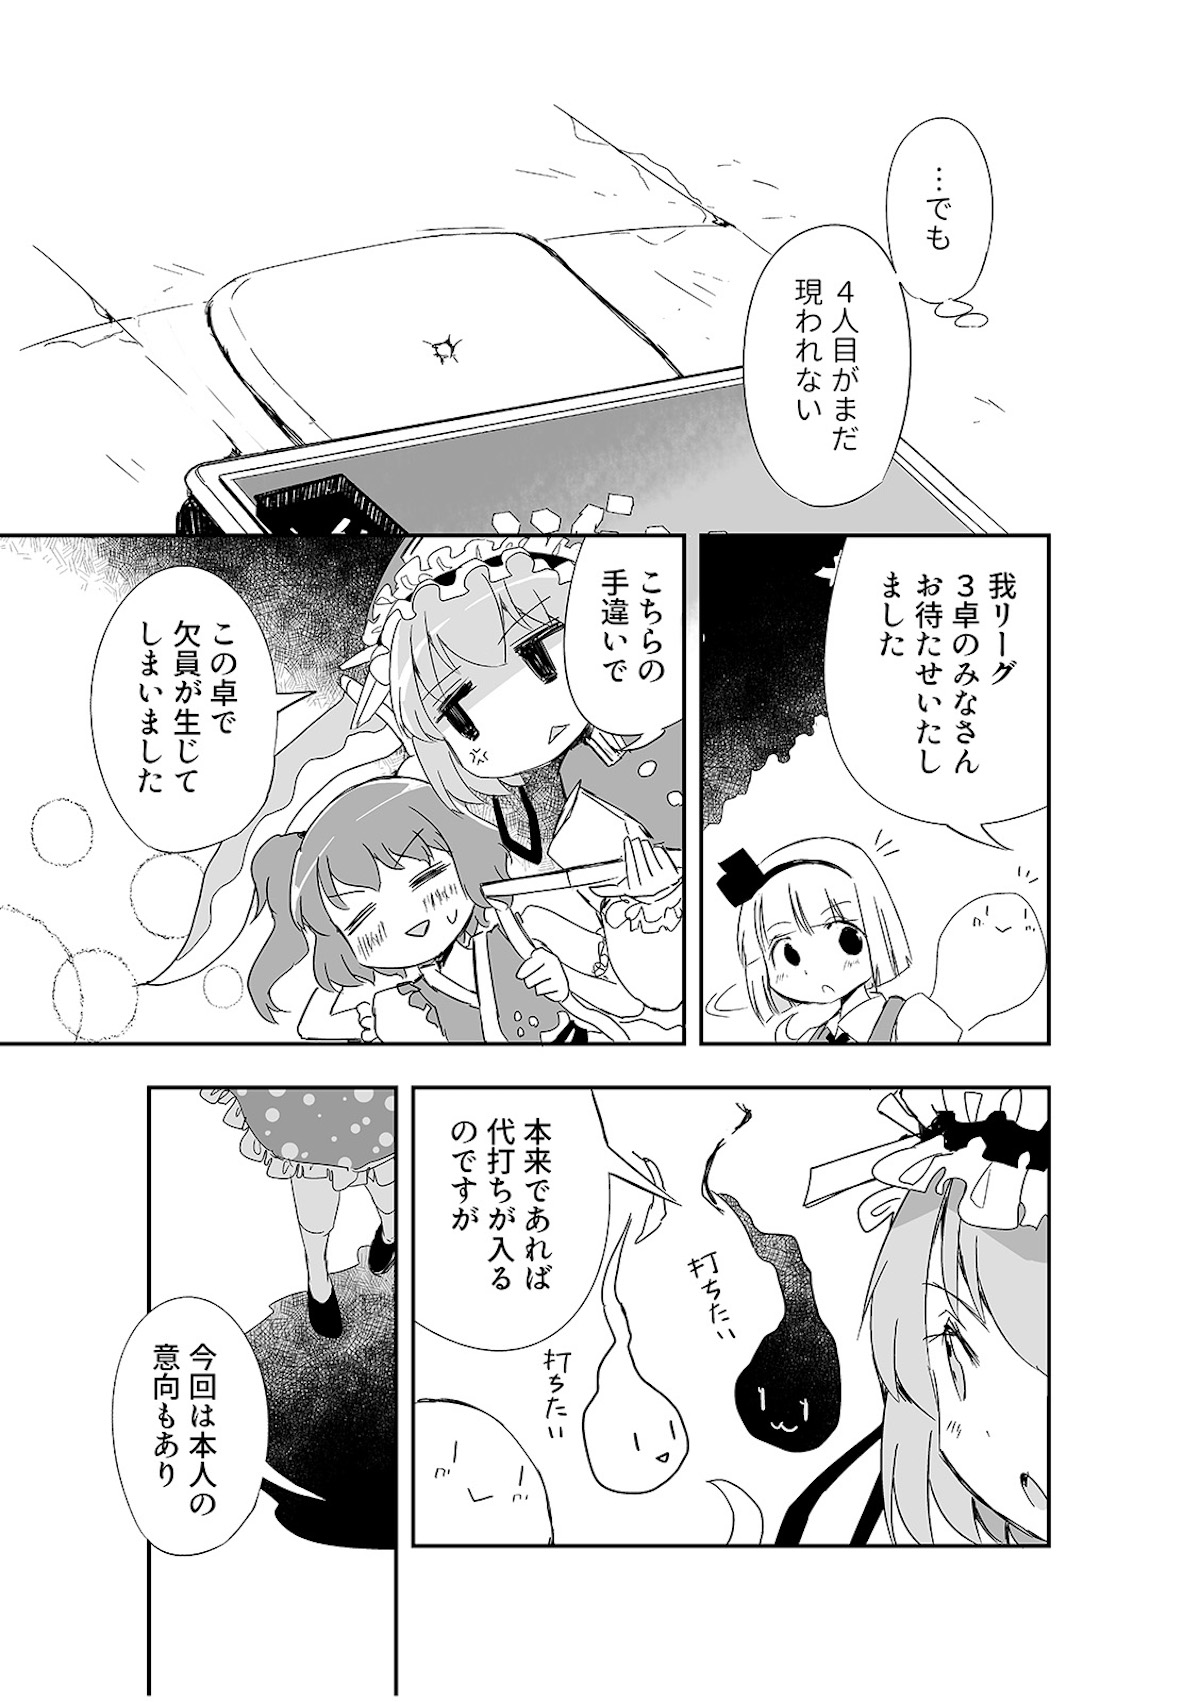 …でも
４人目がまだ
現われない
我リーグ
３卓のみなさん
お待たせいたし
ました
こちらの
手違いで
この卓で
欠員が生じて
しまいました
本来であれば
代打ちが入る
のですが
打ちたい
打ちたい
今回は本人の
意向もあり